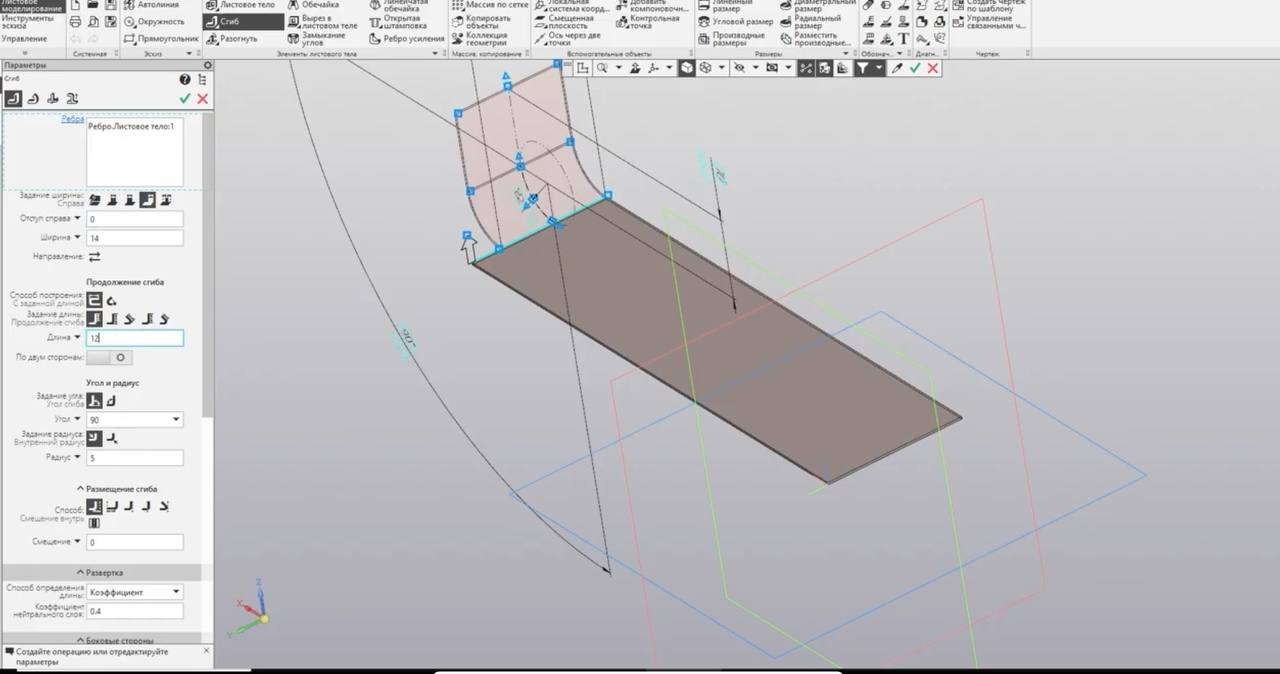 Листовое
моделирование
Инструменты
эскиза
Управление
Системная
Автолиния
Окружность
Прямоугольник
Эскиз
Листовое тело
Сгиб
Разогнуть
Обечайка
Вырез в
листовом теле
Замыкание
углов
Линейчатая
обечайка
Открытая
штамповка
Ребро усиления
Элементы листового тела
Массив по сетке
Копировать
объекты
Коллекция
геометрии
Массив, копирование
Локальная
система коорд...
Смещенная
плоскость
Ось через две
точки
Добавить
компоновочн...
Контрольная
точка
Вспомогательные объекты
Линейный
размер
Угловой размер
Производные
размеры
Диаметральный
размер
Радиальный
размер
Разместить
производные...
Размеры
Обознач...
Диагн...
Создать чертеж
по шаблону
Управление
связанными ч...
Чертеж
Параметры
Сгиб
Ребра
Ребро.Листовое тело:1
Задание ширины:
Справа
Отступ справа 0
Ширина 14
Направление:
Продолжение сгиба
Способ построения:
С заданной длиной
Задание длины:
Продолжение сгиба
Длина 12
По двум сторонам:
Угол и радиус
Задание угла:
Угол сгиба
Угол 90
Задание радиуса:
Внутренний радиус
Радиус 5
Размещение сгиба
Способ:
Смещение внутрь
Смещение 0
Развертка
Способ определения
длины: Коэффициент
Коэффициент
нейтрального слоя: 0.4
Боковые стороны
Создайте операцию или отредактируйте
параметры
90°
Z
X
Y